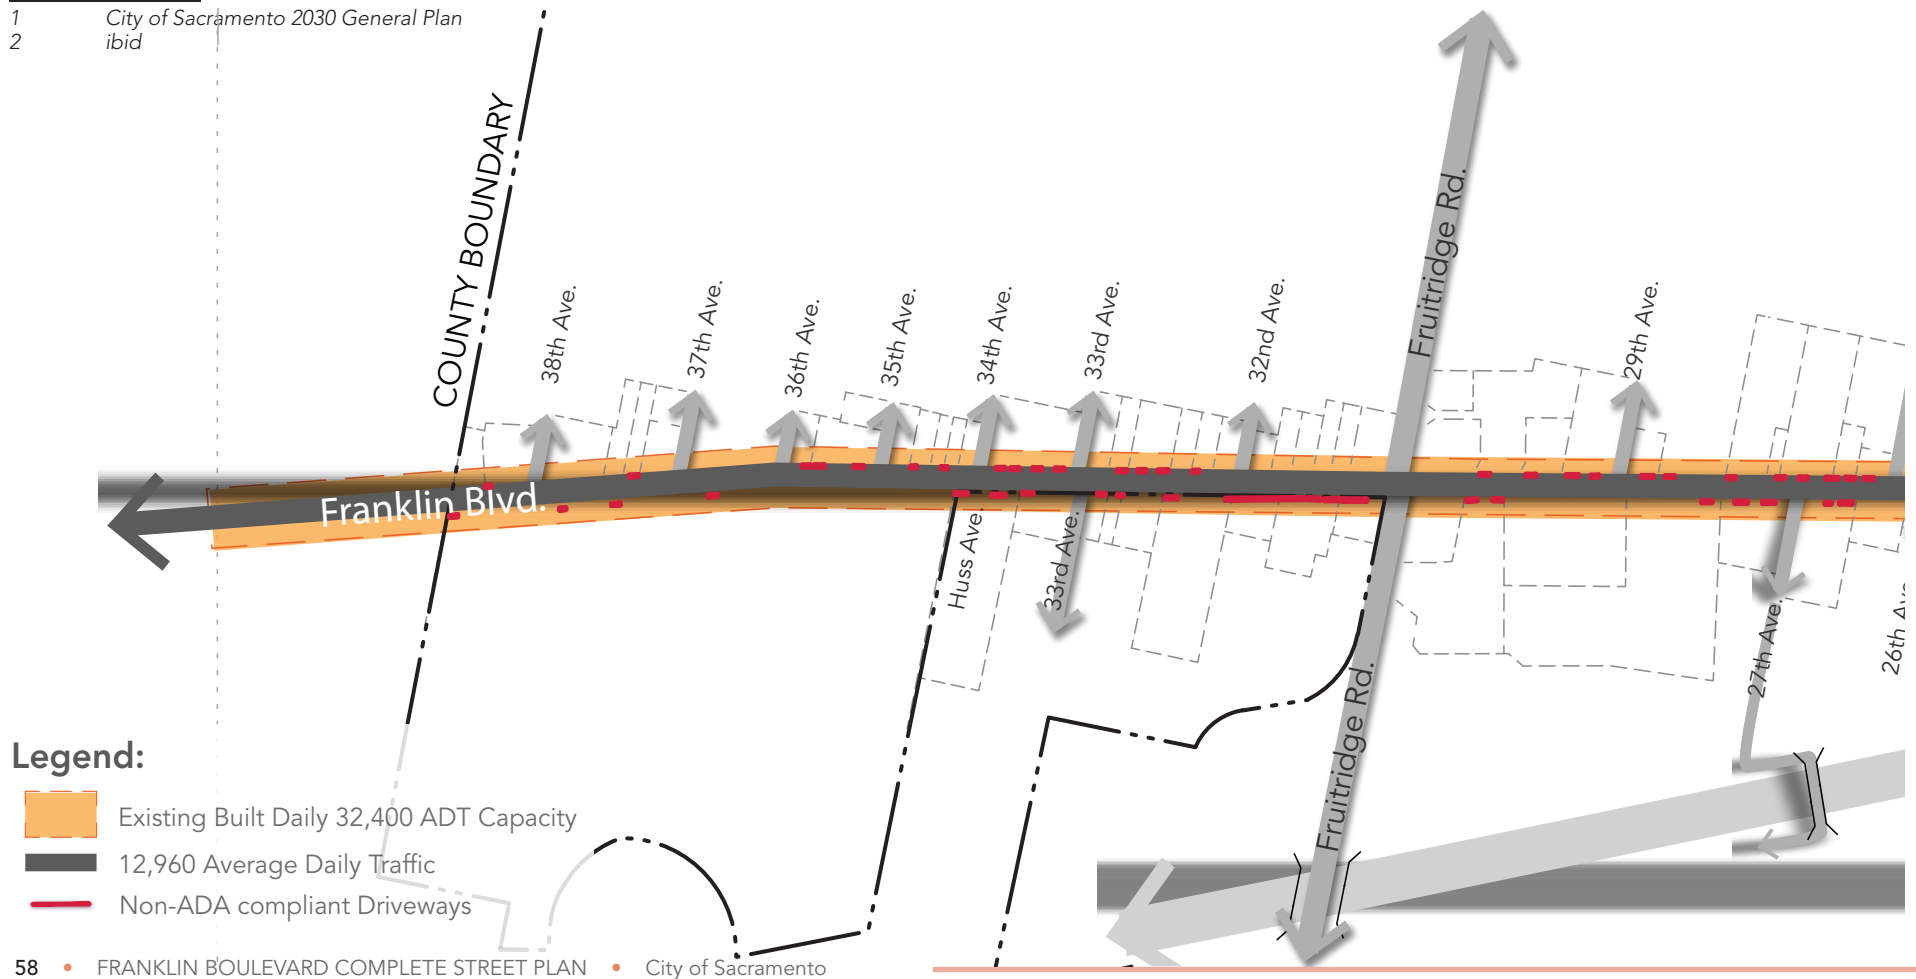 1 City of Sacramento 2030 General Plan
2 ibid
COUNTY BOUNDARY
38th Ave.
37th Ave.
36th Ave.
35th Ave.
34th Ave.
33rd Ave.
32nd Ave.
Fruitridge Rd.
29th Ave.
Franklin Blvd.
Huss Ave.
33rd Ave.
Fruitridge Rd.
27th Ave.
26th Ave
Legend:
Existing Built Daily 32,400 ADT Capacity
12,960 Average Daily Traffic
Non-ADA compliant Driveways
58 • FRANKLIN BOULEVARD COMPLETE STREET PLAN • City of Sacramento